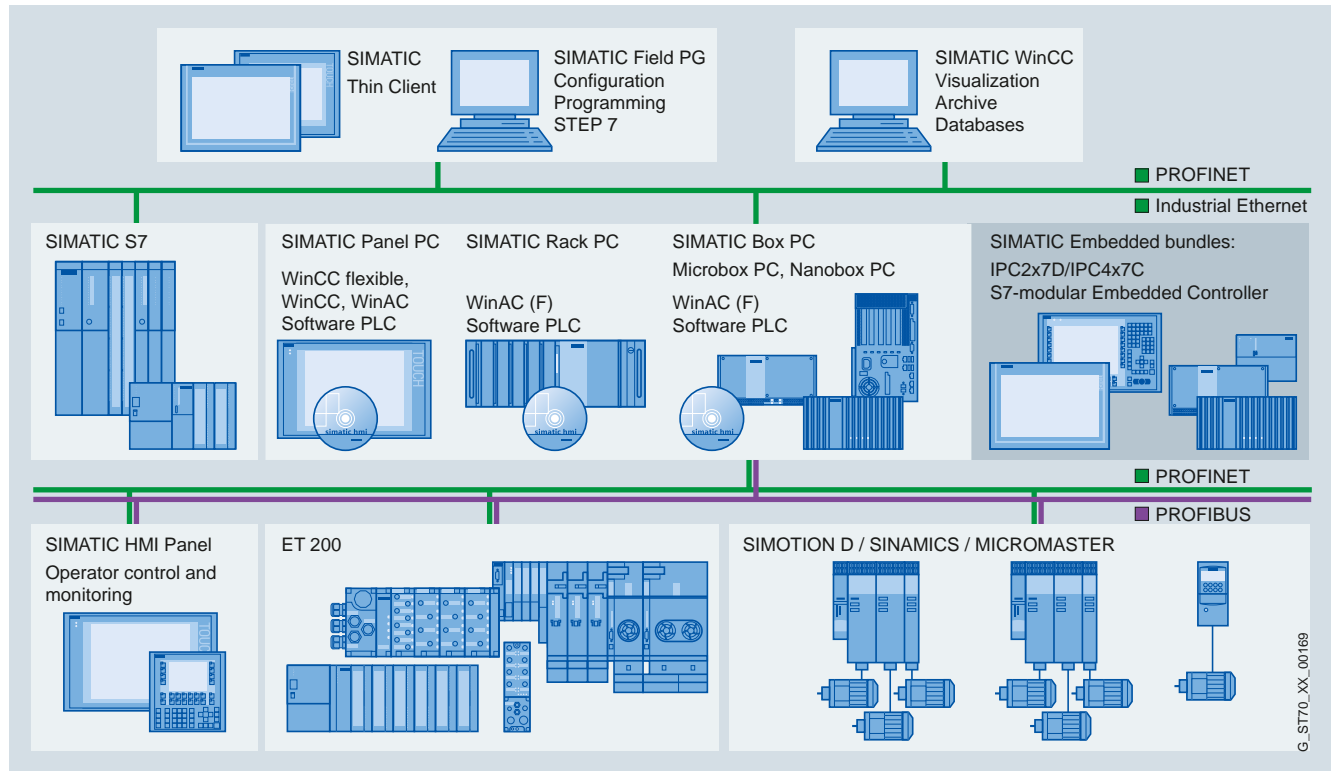 SIMATIC
Thin Client
SIMATIC Field PG
Configuration
Programming
STEP 7
SIMATIC WinCC
Visualization
Archive
Databases
TOUCH
PROFINET
Industrial Ethernet
SIMATIC S7
SIMATIC Panel PC
WinCC flexible,
WinCC, WinAC
Software PLC
TOUCH
simatic hmi
SIMATIC Rack PC
WinAC (F)
Software PLC
simatic hmi
SIMATIC Box PC
Microbox PC, Nanobox PC
WinAC (F)
Software PLC
simatic hmi
SIMATIC Embedded bundles:
IPC2x7D/IPC4x7C
S7-modular Embedded Controller
PROFINET
PROFIBUS
SIMATIC HMI Panel
Operator control and
monitoring
TOUCH
ET 200
SIMOTION D / SINAMICS / MICROMASTER
G_ST70_XX_00169